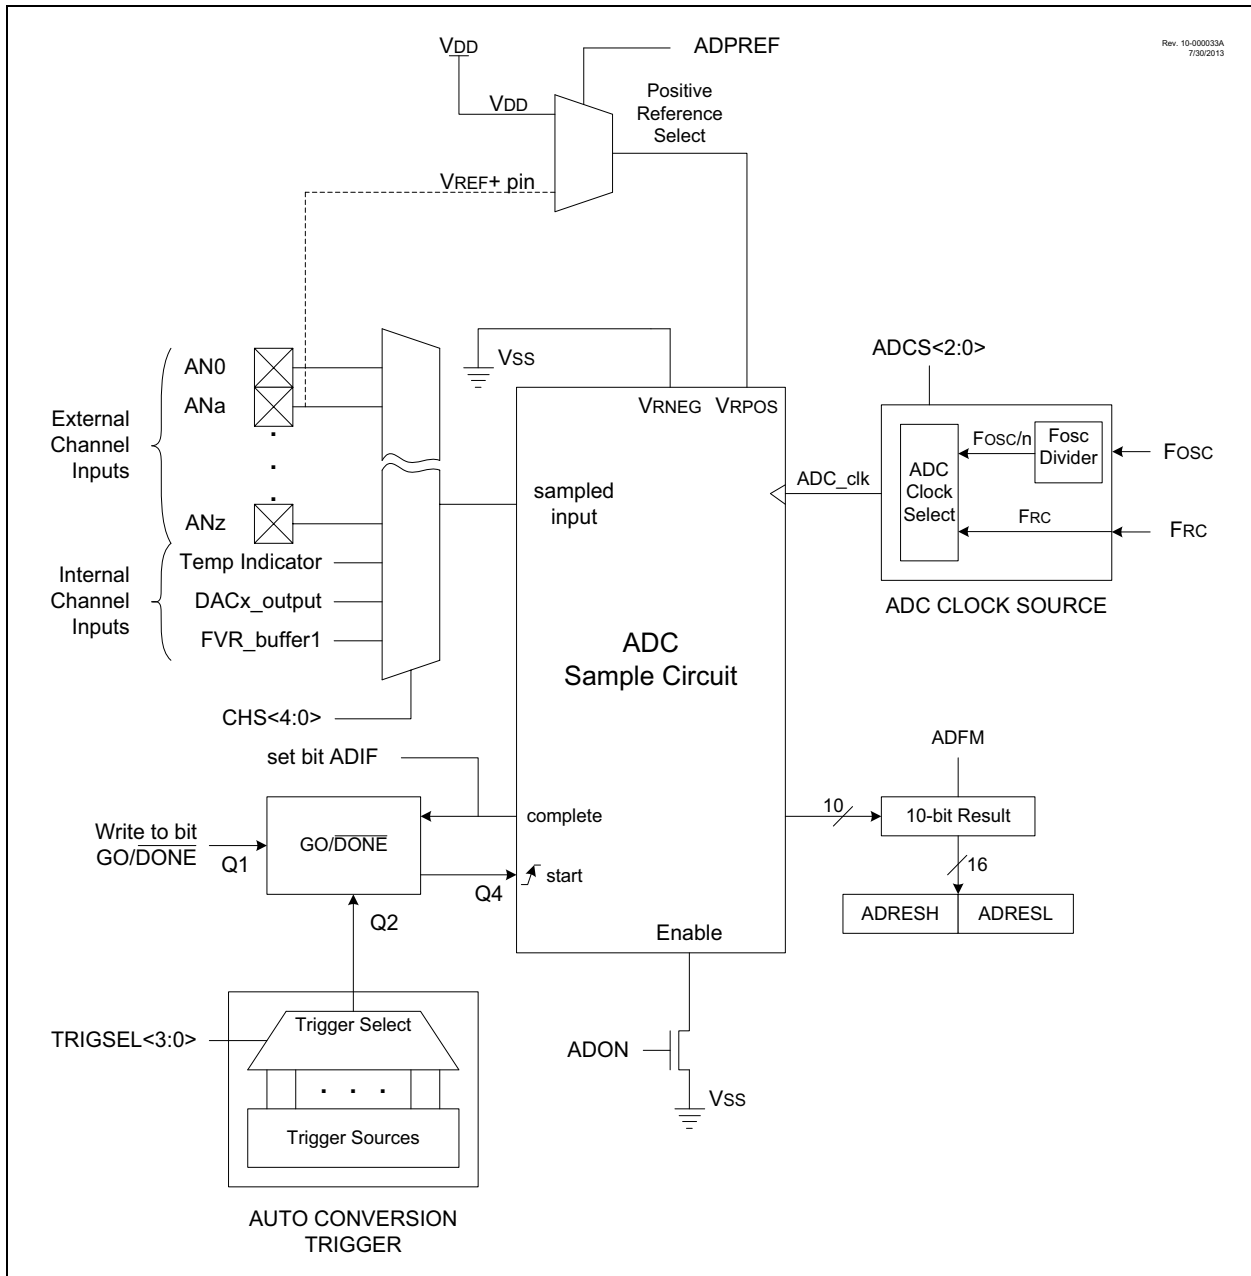 Rev. 10-000033A
7/30/2013
VDD
ADPREF
VDD
Positive
Reference
Select
VREF+ pin
AN0
ANa
.
.
.
ANz
External
Channel
Inputs
Temp Indicator
DACx_output
FVR_buffer1
Internal
Channel
Inputs
CHS<4:0>
VSS
VRNEG VRPOS
sampled
input
ADC_clk
ADCS<2:0>
ADC
Clock
Select
FOSC/n
Fosc
Divider
FOSC
FRC
FRC
ADC CLOCK SOURCE
ADC
Sample Circuit
set bit ADIF
complete
Write to bit
GO/DONE
Q1
GO/DONE
Q4
start
Q2
Enable
ADFM
10
10-bit Result
16
ADRESH ADRESL
TRIGSEL<3:0>
Trigger Select
. . .
Trigger Sources
AUTO CONVERSION
TRIGGER
ADON
VSS